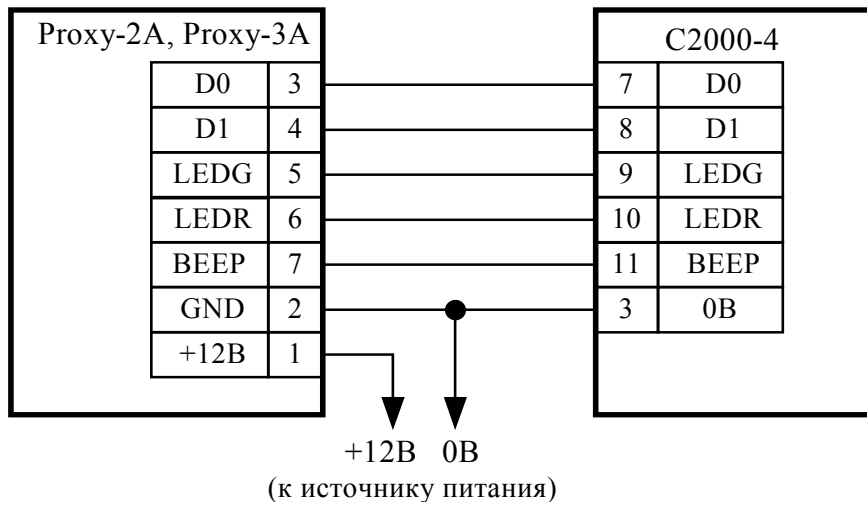 Proxy-2A, Proxy-3A
C2000-4
D0 3 7 D0
D1 4 8 D1
LEDG 5 9 LEDG
LEDR 6 10 LEDR
BEEP 7 11 BEEP
GND 2 3 0В
+12В 1
+12В 0В
(к источнику питания)